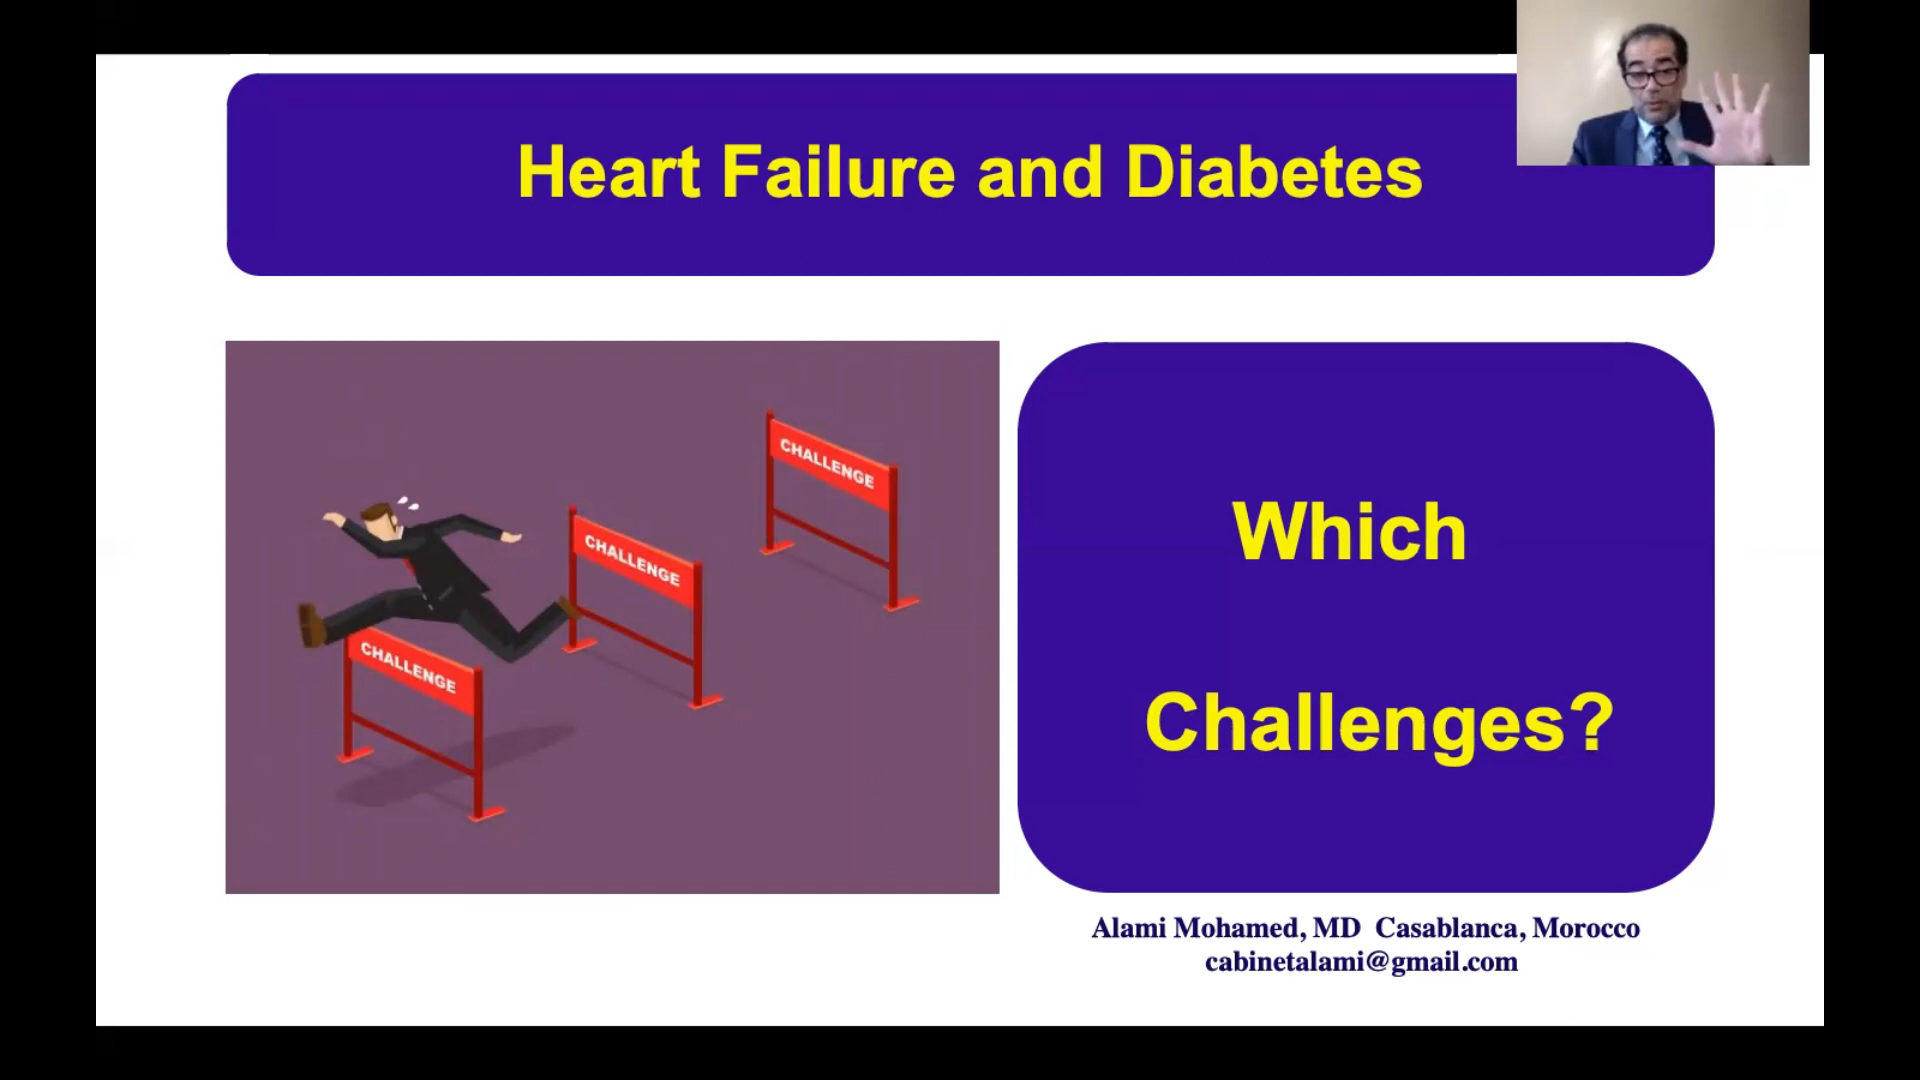 Heart Failure and Diabetes
CHALLENGE
CHALLENGE
CHALLENGE
Which
Challenges?
Alami Mohamed, MD  Casablanca, Morocco
cabinetalami@gmail.com